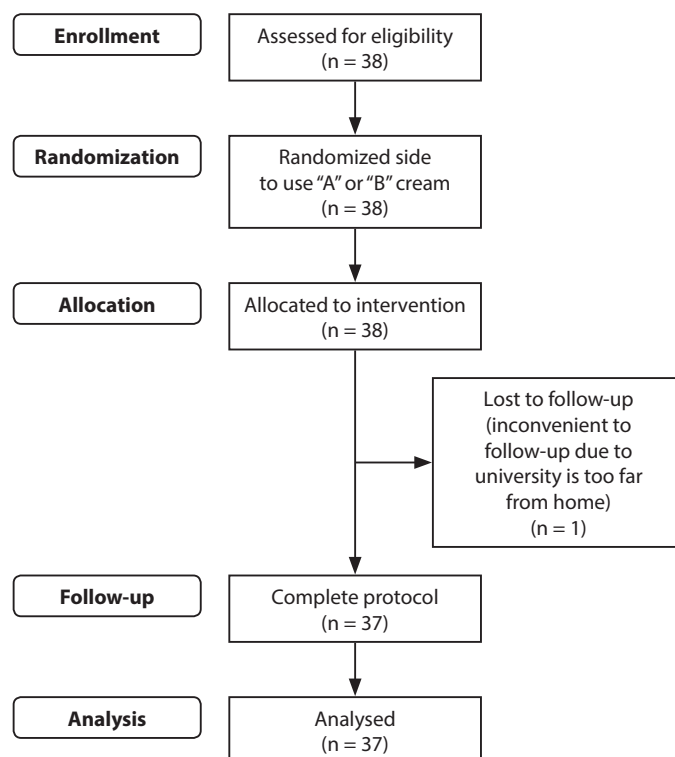 Enrollment
Assessed for eligibility
(n = 38)
Randomization
Randomized side
to use “A” or “B” cream
(n = 38)
Allocation
Allocated to intervention
(n = 38)
Lost to follow-up
(inconvenient to
follow-up due to
university is too far
from home)
(n = 1)
Follow-up
Complete protocol
(n = 37)
Analysis
Analysed
(n = 37)